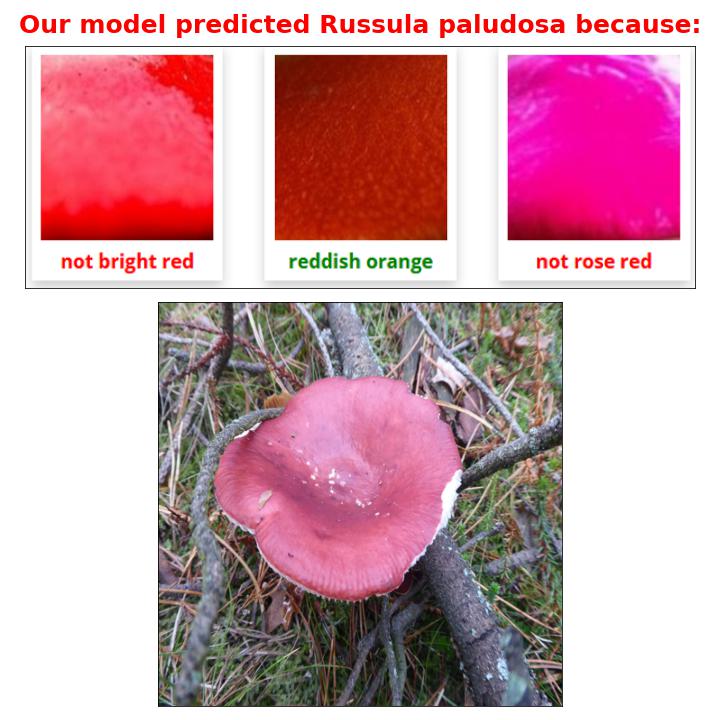 Our model predicted Russula paludosa because:
not bright red
reddish orange
not rose red